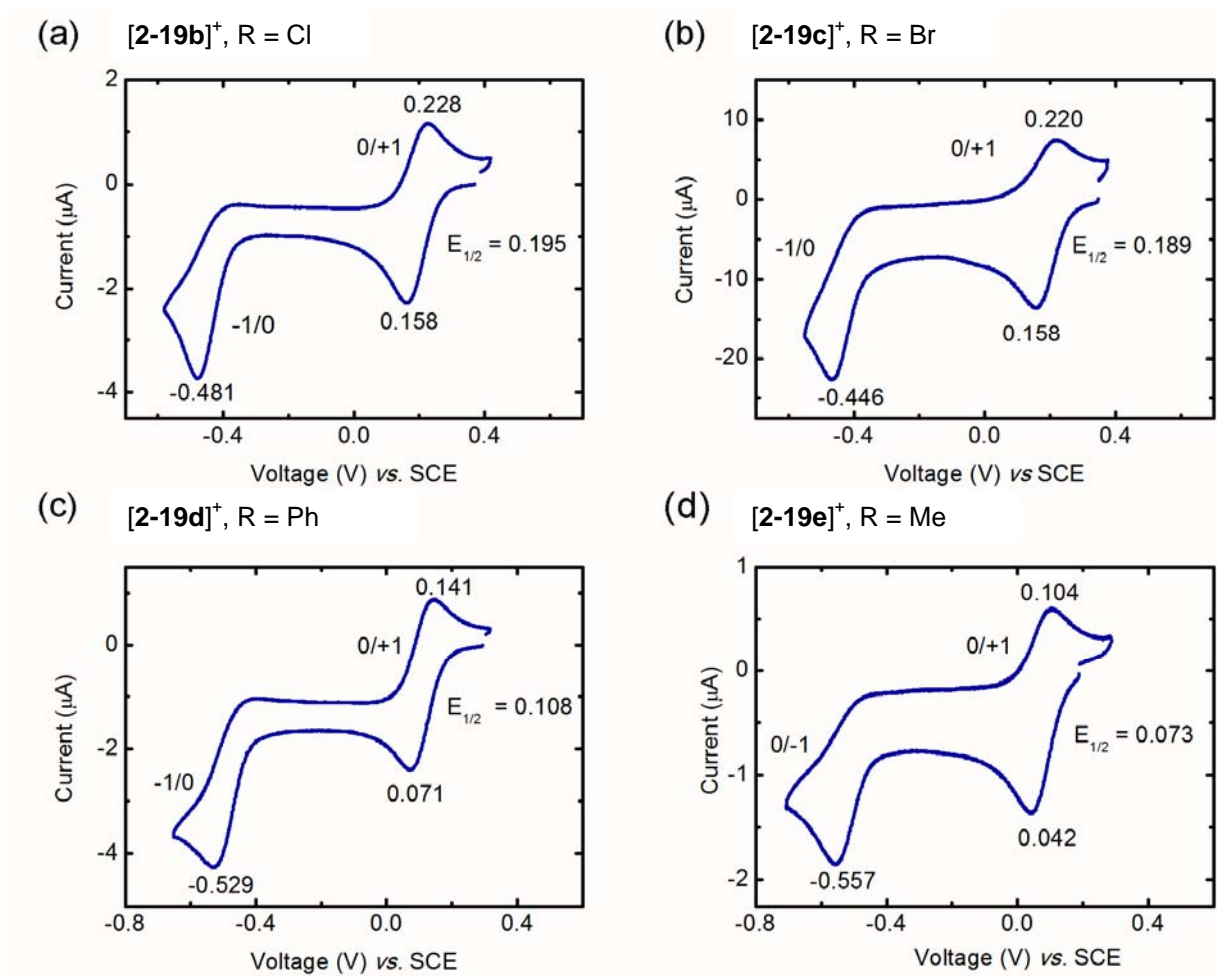 (a) [2-19b]+, R = Cl
2
0
-2
-4
Current (μA)
0.228
0/+1
E1/2 = 0.195
0.158
-1/0
-0.481
-0.4 0.0 0.4
Voltage (V) vs. SCE
(b) [2-19c]+, R = Br
10
0
-10
-20
Current (μA)
0.220
0/+1
-1/0
E1/2 = 0.189
0.158
-0.446
-0.4 0.0 0.4
Voltage (V) vs SCE
(c) [2-19d]+, R = Ph
0
-2
-4
Current (μA)
0.141
0/+1
E1/2 = 0.108
-1/0
0.071
-0.529
-0.8 -0.4 0.0 0.4
Voltage (V) vs. SCE
(d) [2-19e]+, R = Me
1
0
-1
-2
Current (μA)
0.104
0/+1
0/-1
E1/2 = 0.073
0.042
-0.557
-0.4 0.0 0.4
Voltage (V) vs. SCE